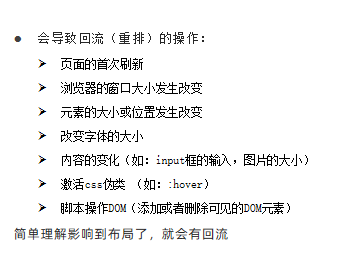 ● 会导致回流（重排）的操作：
➤ 页面的首次刷新
➤ 浏览器的窗口大小发生改变
➤ 元素的大小或位置发生改变
➤ 改变字体的大小
➤ 内容的变化（如：input框的输入，图片的大小）
➤ 激活css伪类 （如：:hover）
➤ 脚本操作DOM（添加或者删除可见的DOM元素）
简单理解影响到布局了，就会有回流